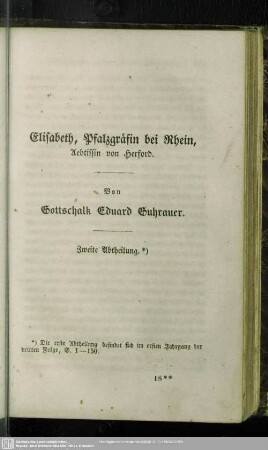 Elisabeth, Pfalzgräfin bei Rhein,
Aebtissin von Herford.
Von
Gottschalk Eduard Guhrauer.
Zweite Abtheilung.*)
*) Die erste Abtheilung befindet sich im ersten Jahrgang der
dritten Folge, S. 1—150.
18**